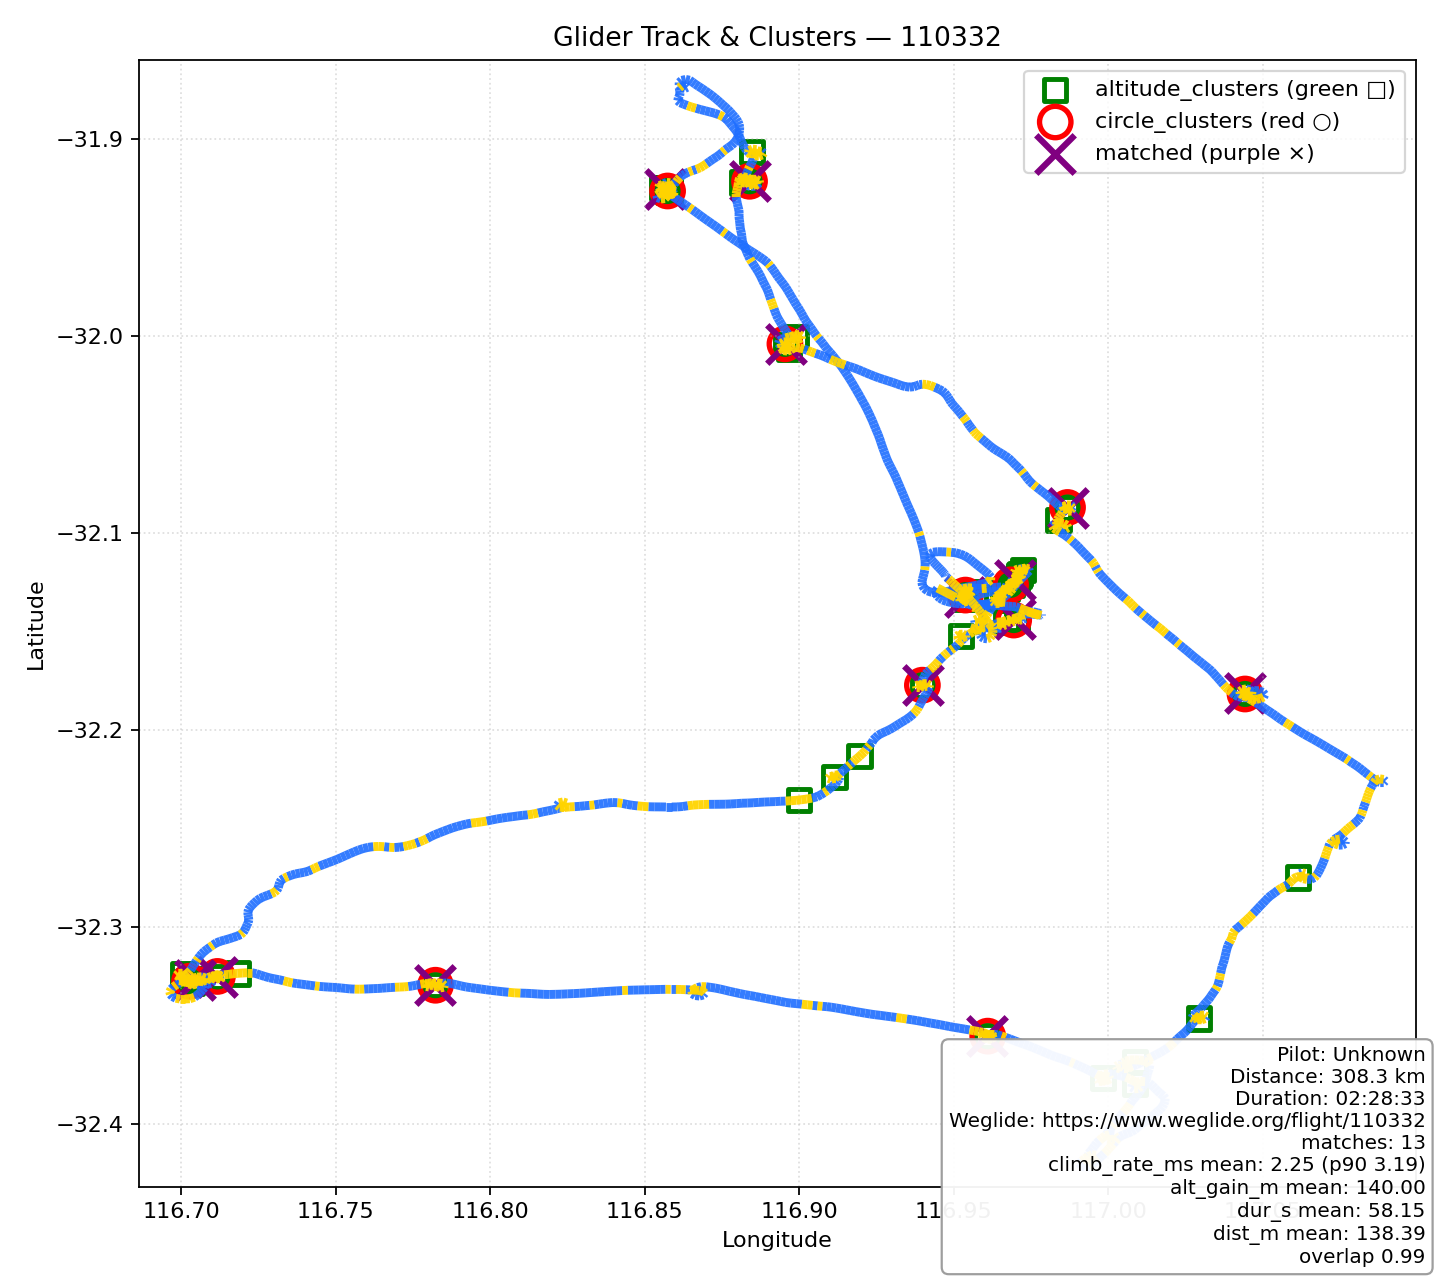 Glider Track & Clusters — 110332
altitude_clusters (green □)
circle_clusters (red ○)
matched (purple ×)
−31.9
−32.0
−32.1
−32.2
−32.3
−32.4
Latitude
116.70
116.75
116.80
116.85
116.90
116.95
117.00
Longitude
Pilot: Unknown
Distance: 308.3 km
Duration: 02:28:33
Weglide: https://www.weglide.org/flight/110332
matches: 13
climb_rate_ms mean: 2.25 (p90 3.19)
alt_gain_m mean: 140.00
dur_s mean: 58.15
dist_m mean: 138.39
overlap 0.99